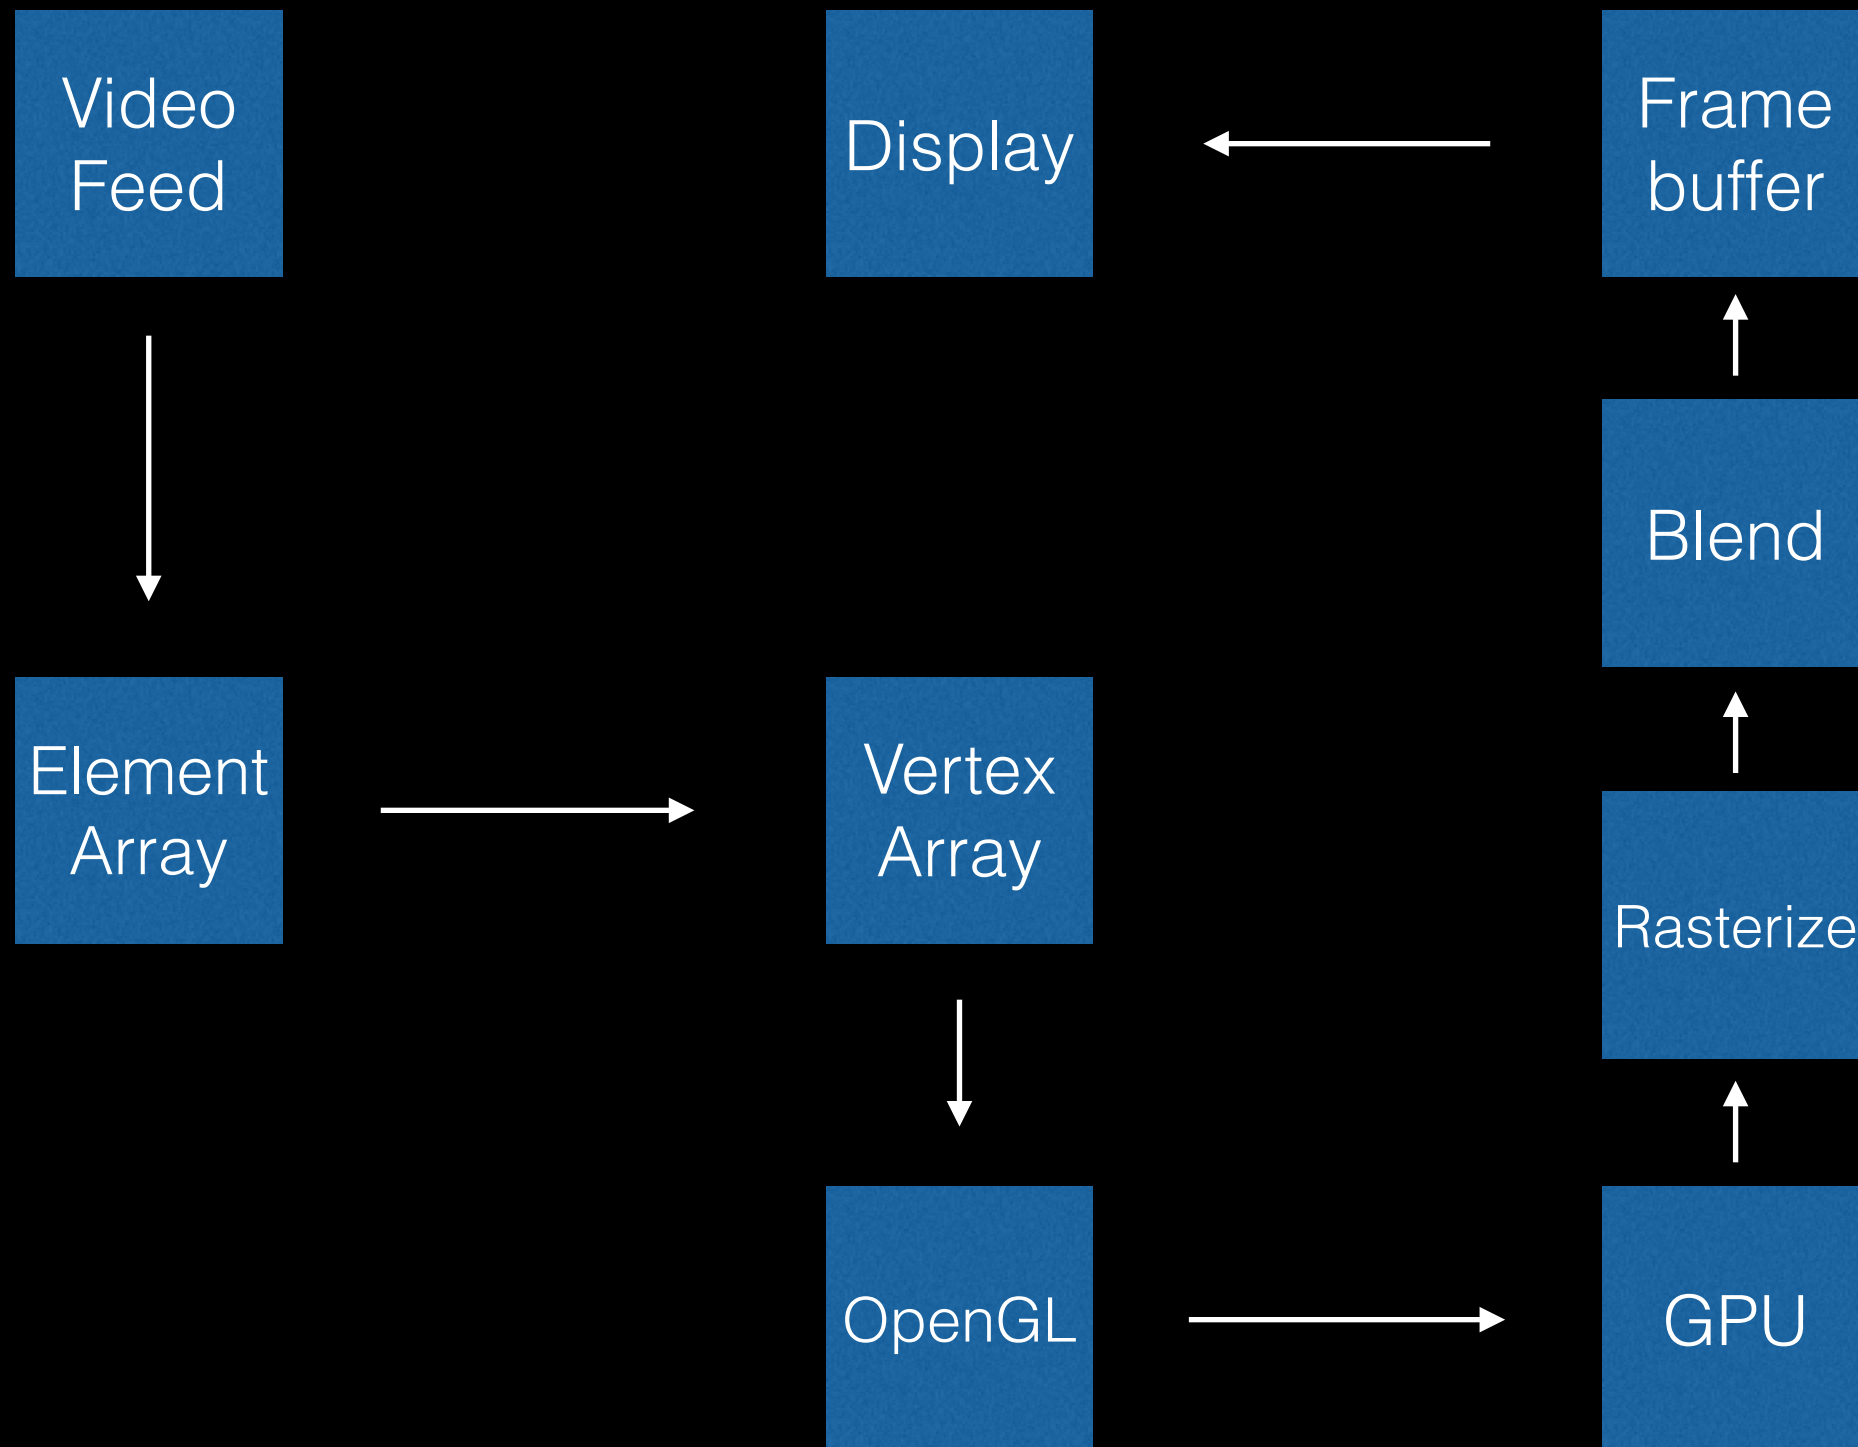 Video
Feed
Display
Frame
buffer
Blend
Element
Array
Vertex
Array
Rasterize
OpenGL
GPU